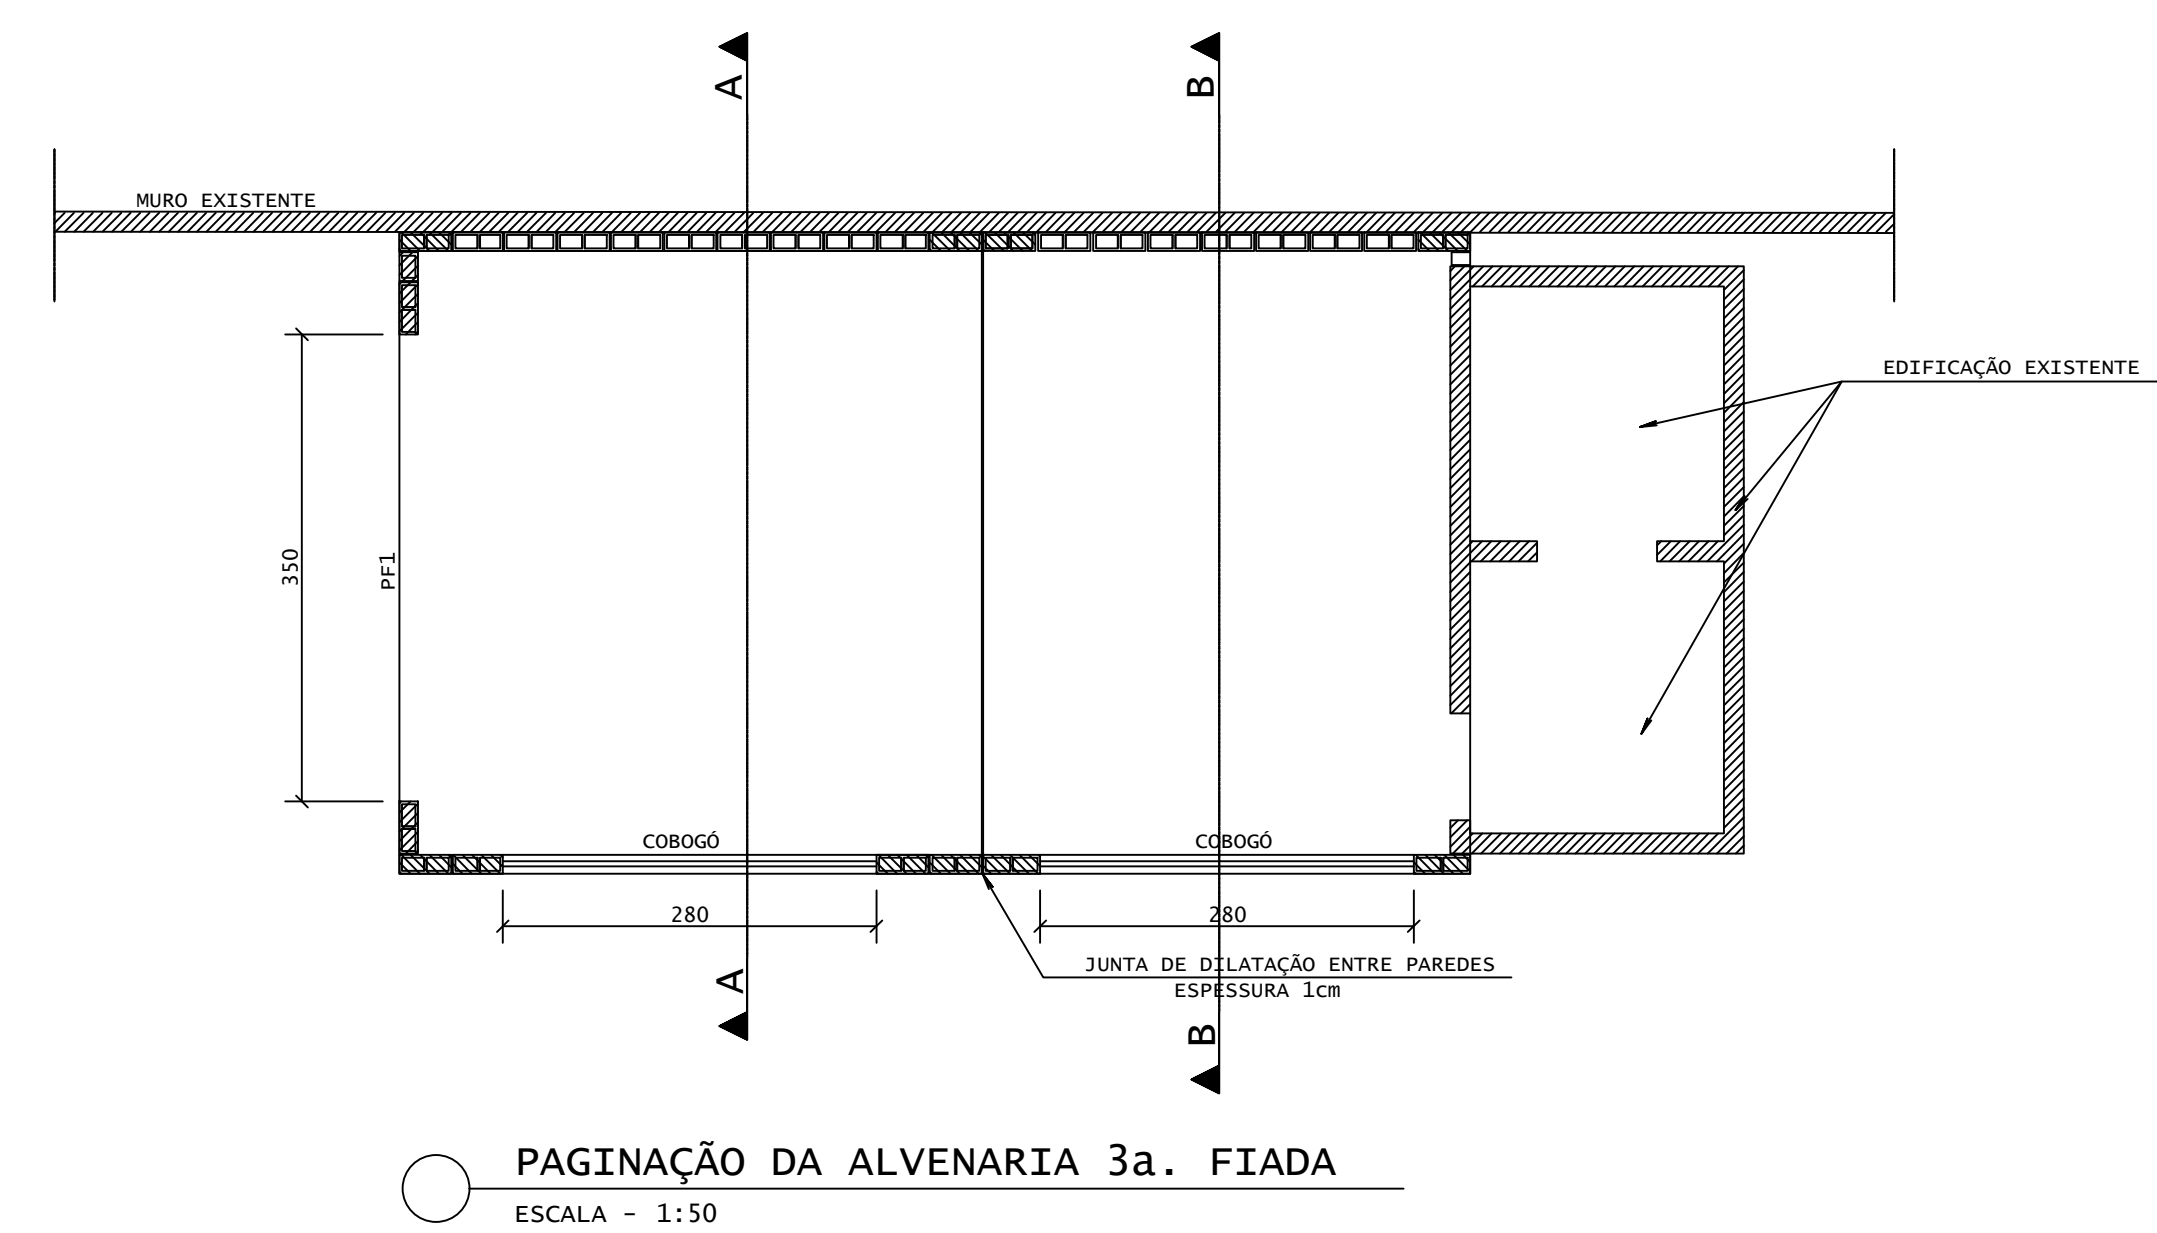 A
B
MURO EXISTENTE
EDIFICAÇÃO EXISTENTE
350
PF1
COBOGÓ
COBOGÓ
280
280
JUNTA DE DILATAÇÃO ENTRE PAREDES
ESPESSURA 1cm
A
B
PAGINAÇÃO DA ALVENARIA 3a. FIADA
ESCALA - 1:50